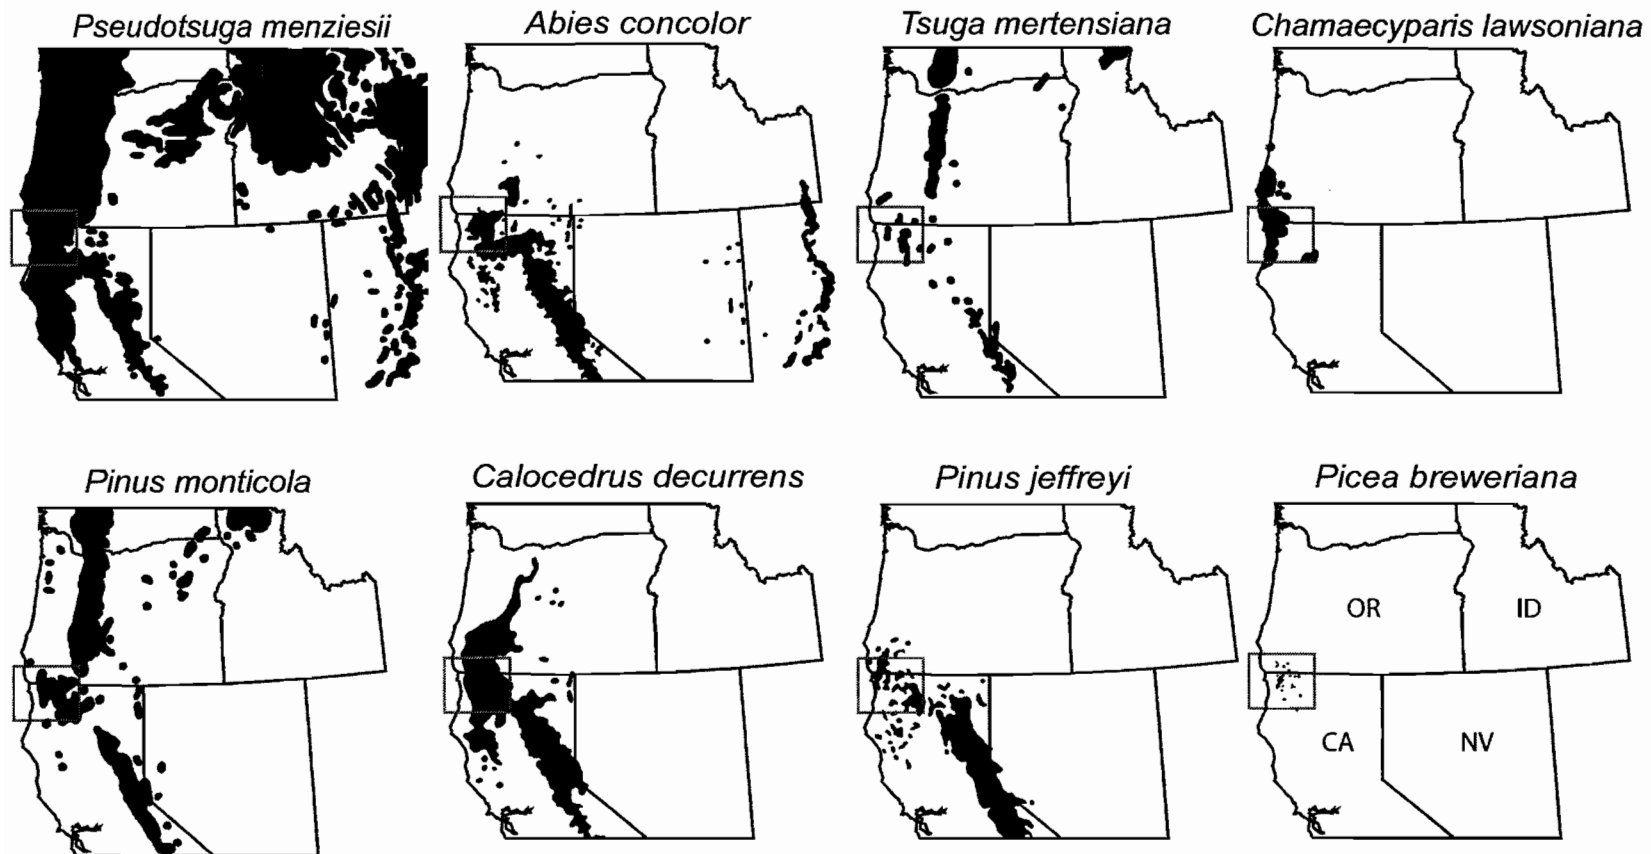 Pseudotsuga menziesii
Abies concolor
Tsuga mertensiana
Chamaecyparis lawsoniana
Pinus monticola
Calocedrus decurrens
Pinus jeffreyi
Picea breweriana
OR
ID
CA
NV